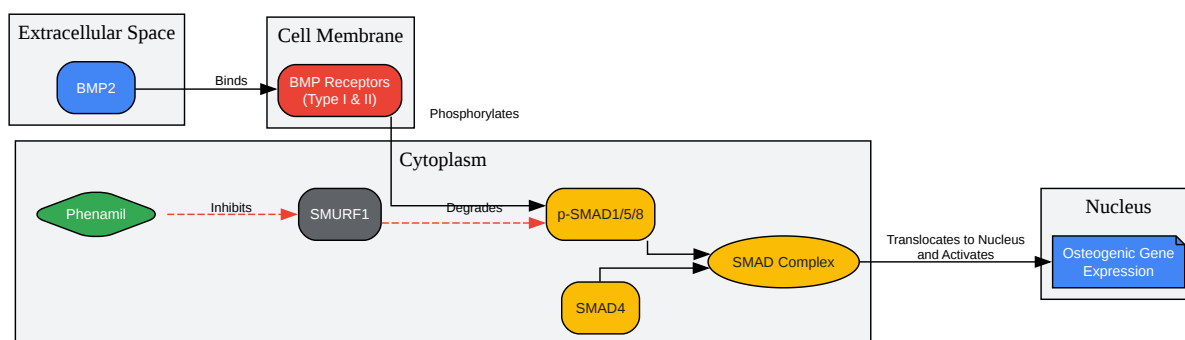 Extracellular Space
BMP2
Binds
Cell Membrane
BMP Receptors
(Type I & II)
Phosphorylates
Cytoplasm
Phenamil
Inhibits
SMURF1
Degrades
p-SMAD1/5/8
SMAD4
SMAD Complex
Translocates to Nucleus
and Activates
Nucleus
Osteogenic Gene
Expression